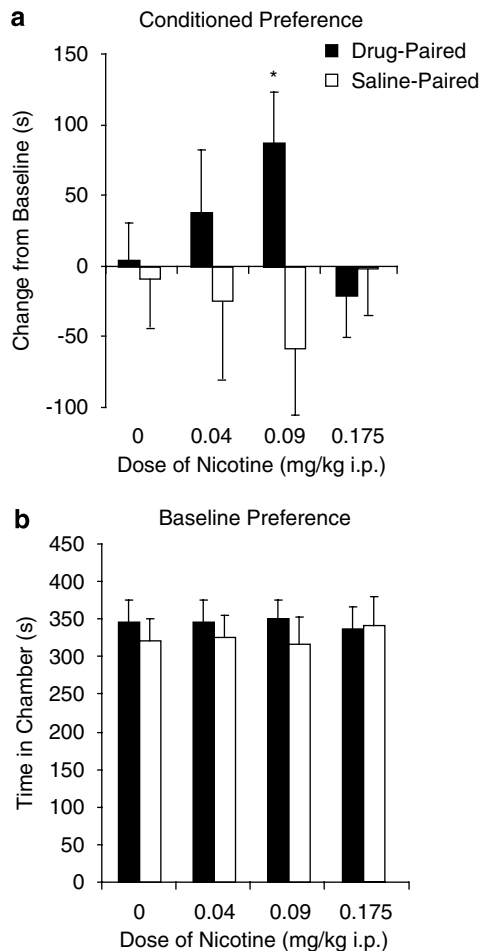 a
Conditioned Preference
Drug-Paired
Saline-Paired
*
Change from Baseline (s)
150
100
50
0
-50
-100
0 0.04 0.09 0.175
Dose of Nicotine (mg/kg i.p.)
b
Baseline Preference
Time in Chamber (s)
450
400
350
300
250
200
150
100
50
0
0 0.04 0.09 0.175
Dose of Nicotine (mg/kg i.p.)